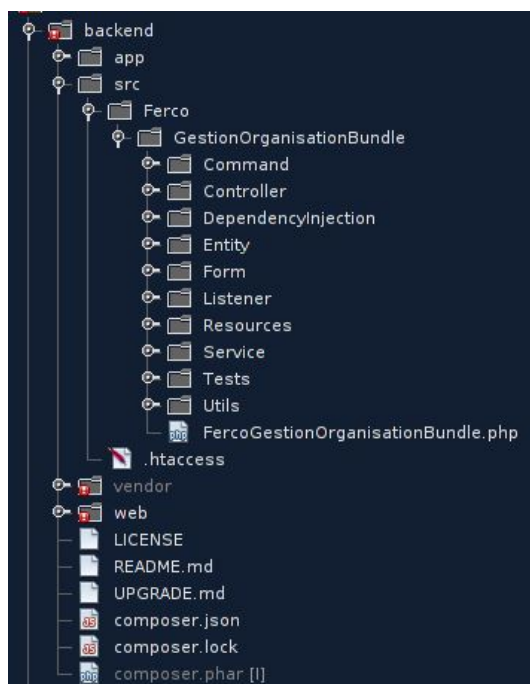 backend
app
src
Ferco
GestionOrganisationBundle
Command
Controller
DependencyInjection
Entity
Form
Listener
Resources
Service
Tests
Utils
FercoGestionOrganisationBundle.php
.htaccess
vendor
web
LICENSE
README.md
UPGRADE.md
composer.json
composer.lock
composer.phar [I]